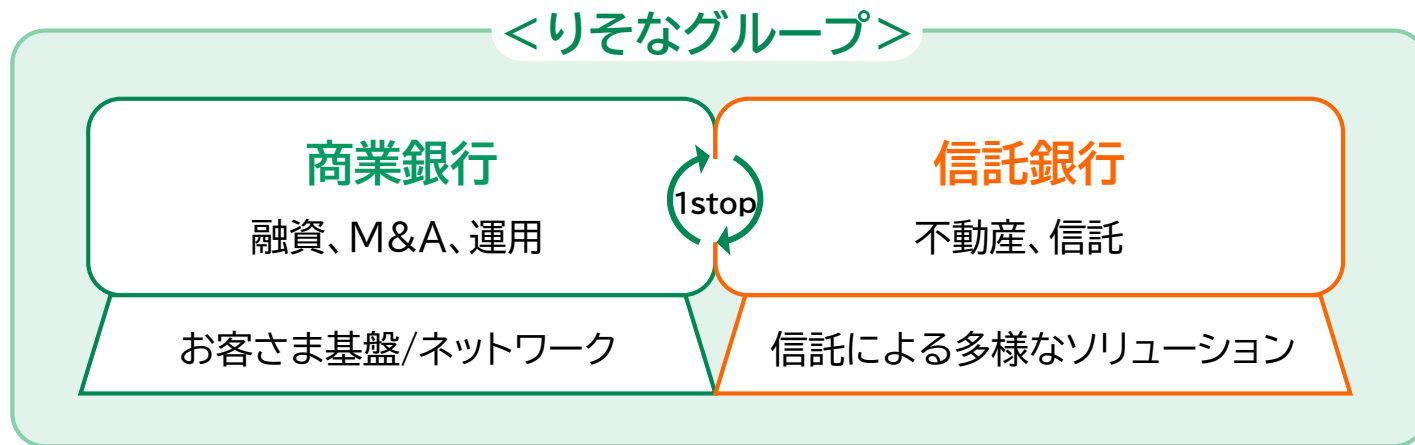 <りそなグループ>
商業銀行
融資、M&A、運用
お客さま基盤/ネットワーク
1stop
信託銀行
不動産、信託
信託による多様なソリューション